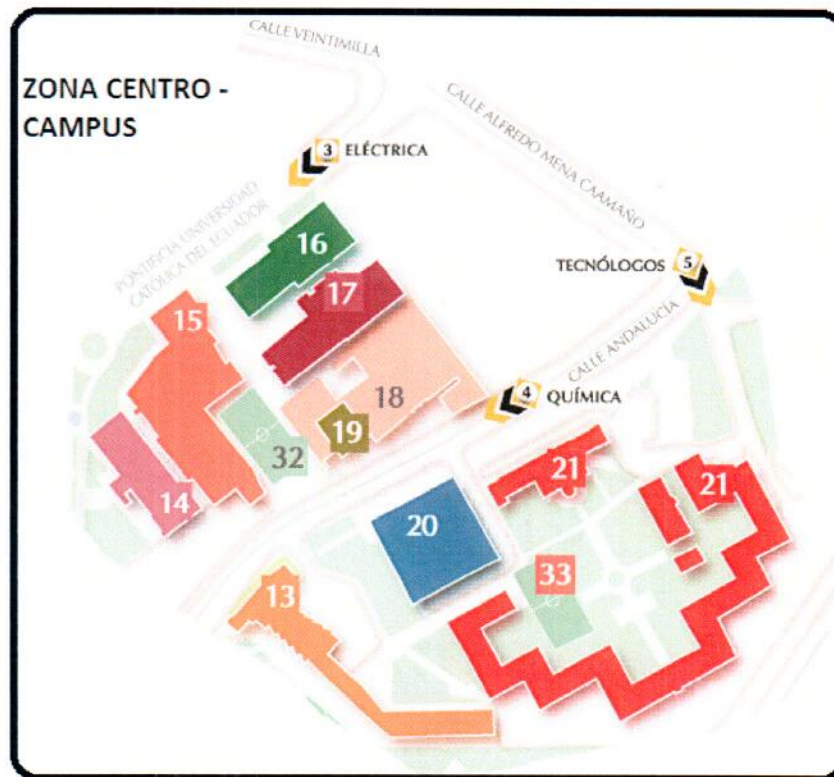 CALLE VEINTIMILLA
ZONA CENTRO -
CAMPUS
CALLE ALFREDO MENA CAAMAÑO
3 ELÉCTRICA
PONTIFICIA UNIVERSIDAD
CATÓLICA DEL ECUADOR
16
TECNÓLOGOS 5
17
15
CALLE ANDALUCÍA
18
4 QUÍMICA
19
32
21
21
14
20
33
13